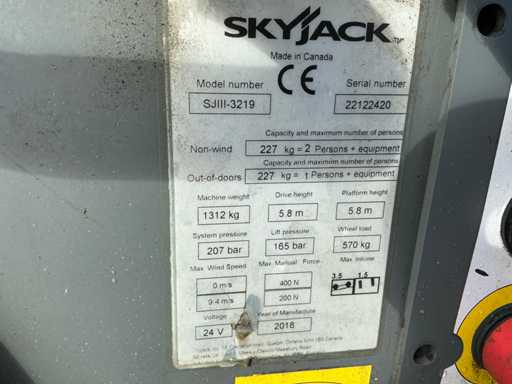 SKYJACK
Made in Canada
CE
Model number Serial number
SJIII-3219 22122420
Capacity and maximum number of persons
Non-wind 227 kg = 2 Persons + equipment
Capacity and maximum number of persons
Out-of-doors 227 kg = 1 Persons + equipment
Machine weight Drive height Platform height
1312 kg 5.8 m 5.8 m
System pressure Lift pressure Wheel load
207 bar 165 bar 570 kg
Max. Wind Speed Max. Manual Force Max. Incline
0 m/s 400 N 3.5 1.5
9.4 m/s 200 N
Voltage Year of Manufacture
24 V 2018
Guelph, Ontario Canada